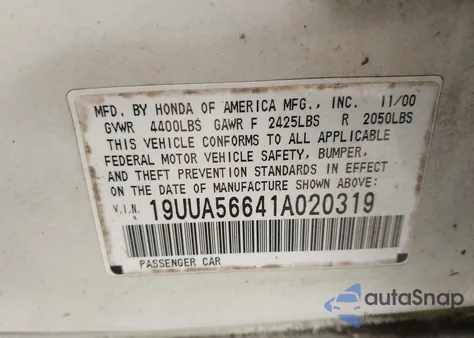 MFD. BY HONDA OF AMERICA MFG., INC. 11/00
GVWR 4400LBS GAWR F 2425LBS R 2050LBS
THIS VEHICLE CONFORMS TO ALL APPLICABLE
FEDERAL MOTOR VEHICLE SAFETY, BUMPER,
AND THEFT PREVENTION STANDARDS IN EFFECT
ON THE DATE OF MANUFACTURE SHOWN ABOVE:
V.I.N. 19UUA56641A020319
PASSENGER CAR
autoSnap